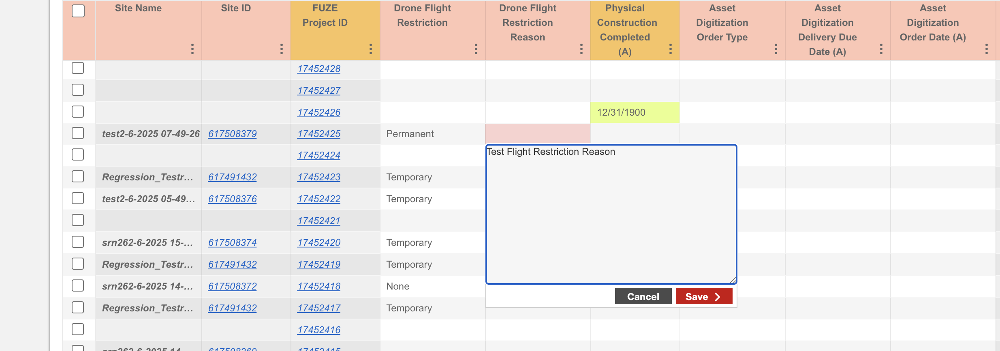 Site Name
Site ID
FUZE
Project ID
Drone Flight
Restriction
Drone Flight
Restriction
Reason
Physical
Construction
Completed
(A)
Asset
Digitization
Order Type
Asset
Digitization
Delivery Due
Date (A)
Asset
Digitization
Order Date (A)
17452428
17452427
17452426 12/31/1900
test2-6-2025 07-49-26 617508379 17452425 Permanent
17452424
Test Flight Restriction Reason
Regression_Testr... 617491432 17452423 Temporary
test2-6-2025 05-49... 617508376 17452422 Temporary
17452421
srn262-6-2025 15-... 617508374 17452420 Temporary
Regression_Testr... 617491432 17452419 Temporary
srn262-6-2025 14-... 617508372 17452418 None
Cancel Save
Regression_Testr... 617491432 17452417 Temporary
17452416